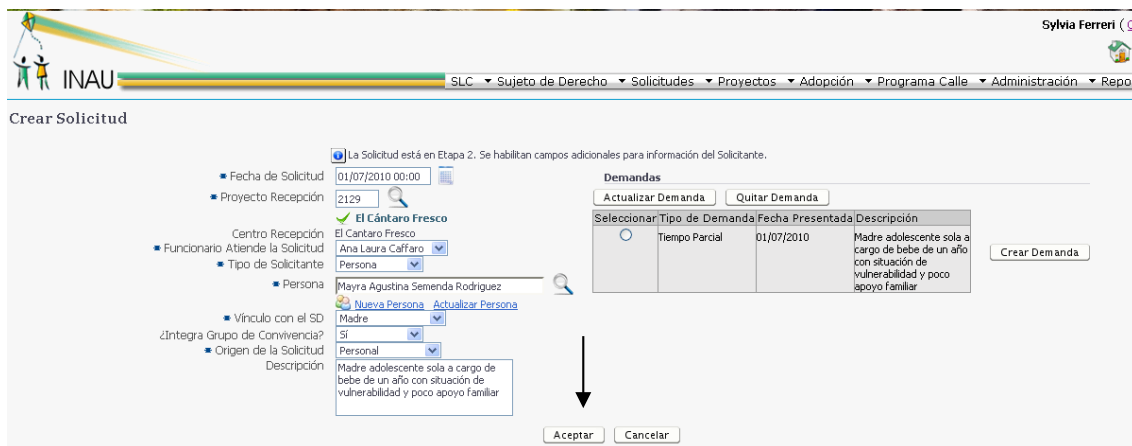 Sylvia Ferreri (
INAU
SLC Sujeto de Derecho Solicitudes Proyectos Adopción Programa Calle Administración Repo
Crear Solicitud
La Solicitud está en Etapa 2. Se habilitan campos adicionales para información del Solicitante.
Fecha de Solicitud 01/07/2010 00:00
Proyecto Recepción 2129
El Cántaro Fresco
Centro Recepción El Cantaro Fresco
Funcionario Atiende la Solicitud Ana Laura Caffaro
Tipo de Solicitante Persona
Persona Mayra Agustina Semenda Rodriguez
Nueva Persona Actualizar Persona
Vínculo con el SD Madre
¿Integra Grupo de Convivencia? Sí
Origen de la Solicitud Personal
Descripción Madre adolescente sola a cargo de
bebe de un año con situación de
vulnerabilidad y poco apoyo familiar
Demandas
Actualizar Demanda Quitar Demanda
Seleccionar Tipo de Demanda Fecha Presentada Descripción
Tiempo Parcial 01/07/2010 Madre adolescente sola a
cargo de bebe de un año
con situación de
vulnerabilidad y poco
apoyo familiar
Crear Demanda
Aceptar Cancelar